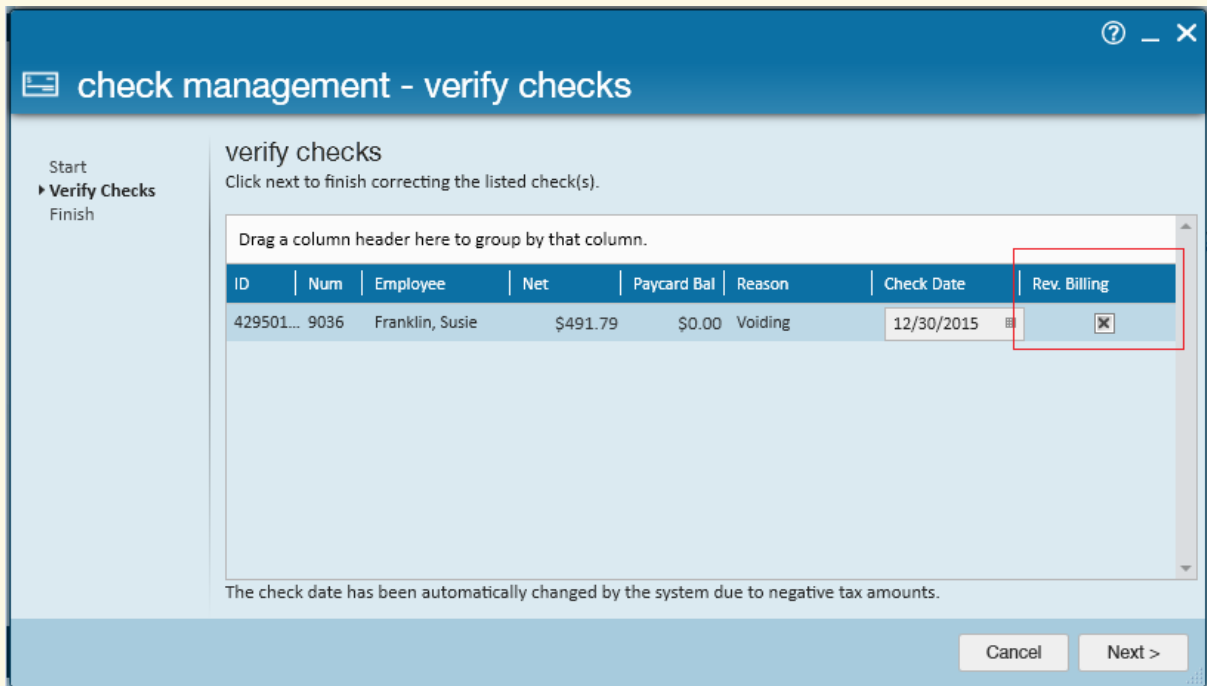 check management - verify checks
Start
Verify Checks
Finish
verify checks
Click next to finish correcting the listed check(s).
Drag a column header here to group by that column.
ID Num Employee Net Paycard Bal Reason Check Date Rev. Billing
429501... 9036 Franklin, Susie $491.79 $0.00 Voiding 12/30/2015
The check date has been automatically changed by the system due to negative tax amounts.
Cancel Next >